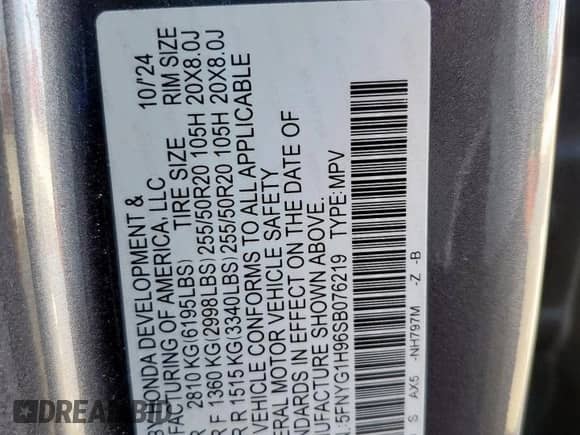 ONDA DEVELOPMENT & 10/'24
FACTURING OF AMERICA, LLC
R 2810 KG(6195LBS) TIRE SIZE RIM SIZE
R F 1360 KG(2998LBS) 255/50R20 105H 20X8.0J
R R 1515 KG(3340LBS) 255/50R20 105H 20X8.0J
VEHICLE CONFORMS TO ALL APPLICABLE
ERAL MOTOR VEHICLE SAFETY
NDARDS IN EFFECT ON THE DATE OF
UFACTURE SHOWN ABOVE.
.:5FNYG1H96SB076219 TYPE:MPV
S AX5 -NH797M -Z -B
DREAMBID